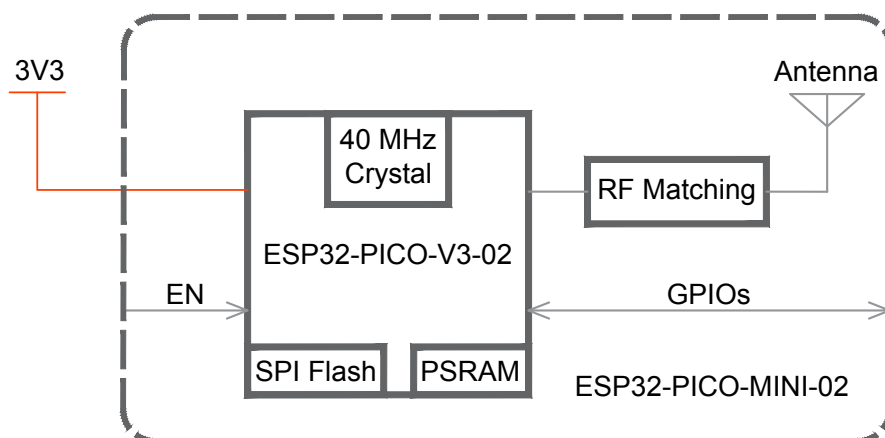 3V3
Antenna
40 MHz
Crystal
RF Matching
ESP32-PICO-V3-02
EN
GPIOs
SPI Flash
PSRAM
ESP32-PICO-MINI-02